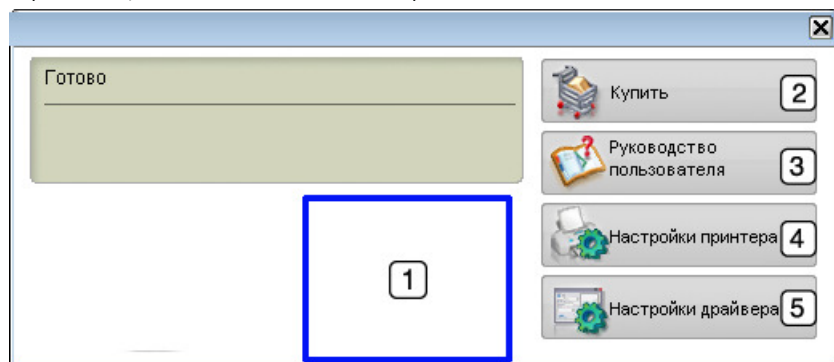 Готово
Купить 2
Руководство
пользователя 3
1
Настройки принтера 4
Настройки драйвера 5